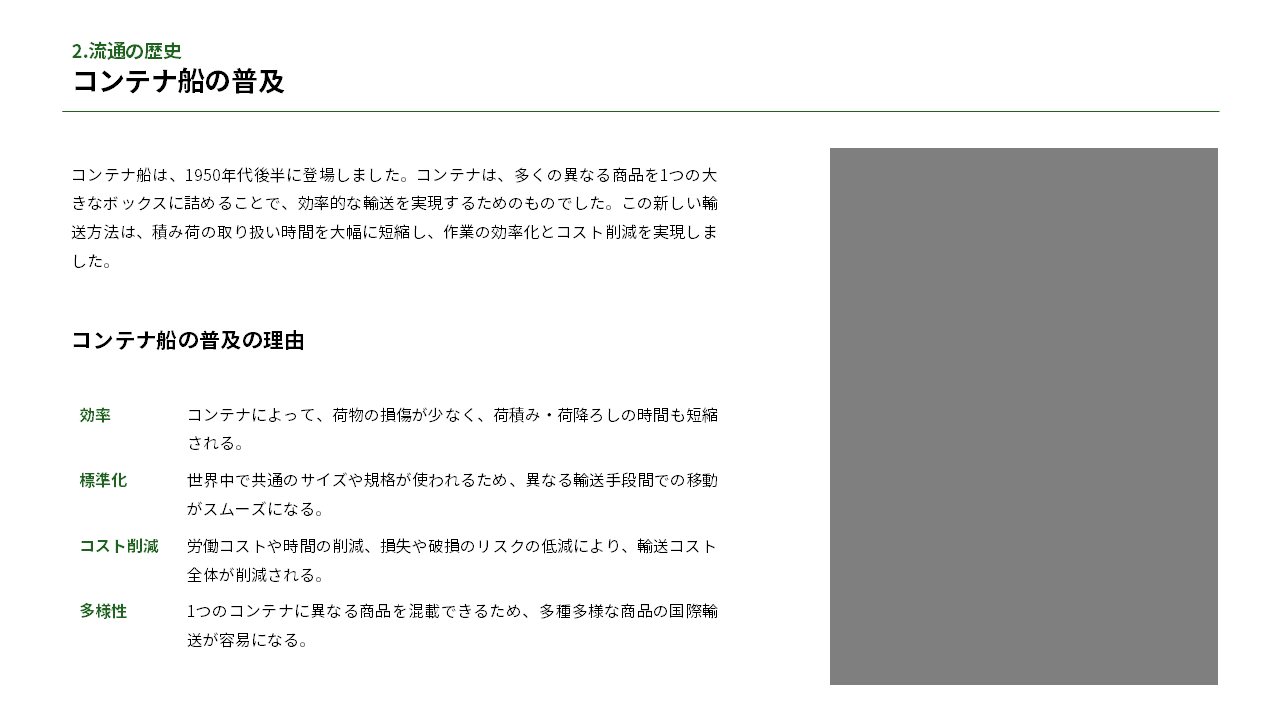 2.流通の歴史
コンテナ船の普及
コンテナ船は、1950年代後半に登場しました。コンテナは、多くの異なる商品を1つの大
きなボックスに詰めることで、効率的な輸送を実現するためのものでした。この新しい輸
送方法は、積み荷の取り扱い時間を大幅に短縮し、作業の効率化とコスト削減を実現しま
した。
コンテナ船の普及の理由
効率 コンテナによって、荷物の損傷が少なく、荷積み・荷降ろしの時間も短縮
される。
標準化 世界中で共通のサイズや規格が使われるため、異なる輸送手段間での移動
がスムーズになる。
コスト削減 労働コストや時間の削減、損失や破損のリスクの低減により、輸送コスト
全体が削減される。
多様性 1つのコンテナに異なる商品を混載できるため、多種多様な商品の国際輸
送が容易になる。